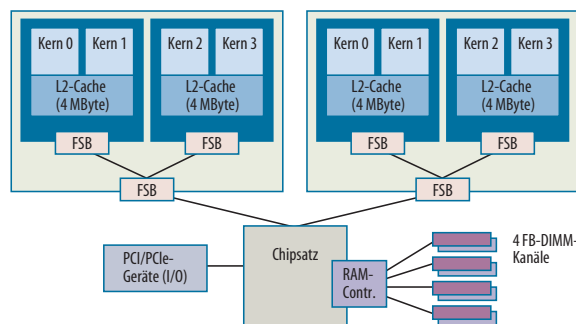 Kern 0 Kern 1 Kern 2 Kern 3 Kern 0 Kern 1 Kern 2 Kern 3
L2-Cache L2-Cache L2-Cache L2-Cache
(4 MByte) (4 MByte) (4 MByte) (4 MByte)
FSB FSB FSB FSB
FSB FSB
PCI/PCIe-
Geräte (I/O)
Chipsatz
RAM-
Contr.
4 FB-DIMM-
Kanäle